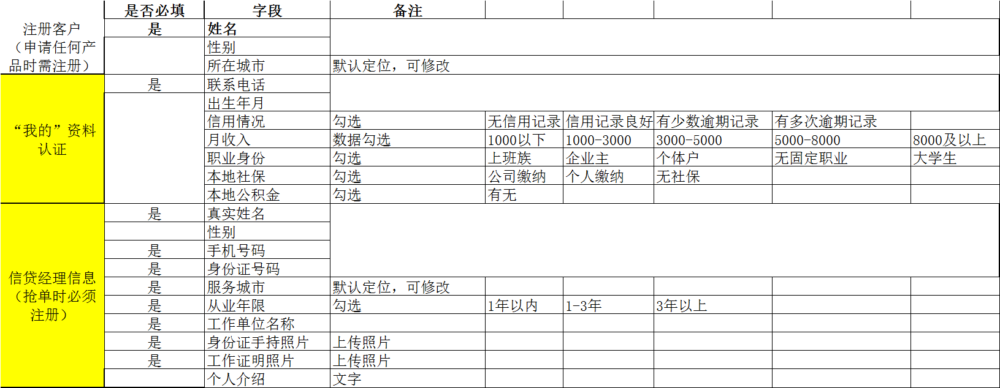 是否必填 字段 备注
注册客户
（申请任何产
品时需注册）
是 姓名
性别
所在城市 默认定位，可修改
“我的”资料
认证
是 联系电话
出生年月
信用情况 勾选 无信用记录 信用记录良好 有少数逾期记录 有多次逾期记录
月收入 数据勾选 1000以下 1000-3000 3000-5000 5000-8000 8000及以上
职业身份 勾选 上班族 企业主 个体户 无固定职业 大学生
本地社保 勾选 公司缴纳 个人缴纳 无社保
本地公积金 勾选 有无
信贷经理信息
（抢单时必须
注册）
是 真实姓名
性别
是 手机号码
是 身份证号码
是 服务城市 默认定位，可修改
是 从业年限 勾选 1年以内 1-3年 3年以上
是 工作单位名称
是 身份证手持照片 上传照片
是 工作证明照片 上传照片
个人介绍 文字